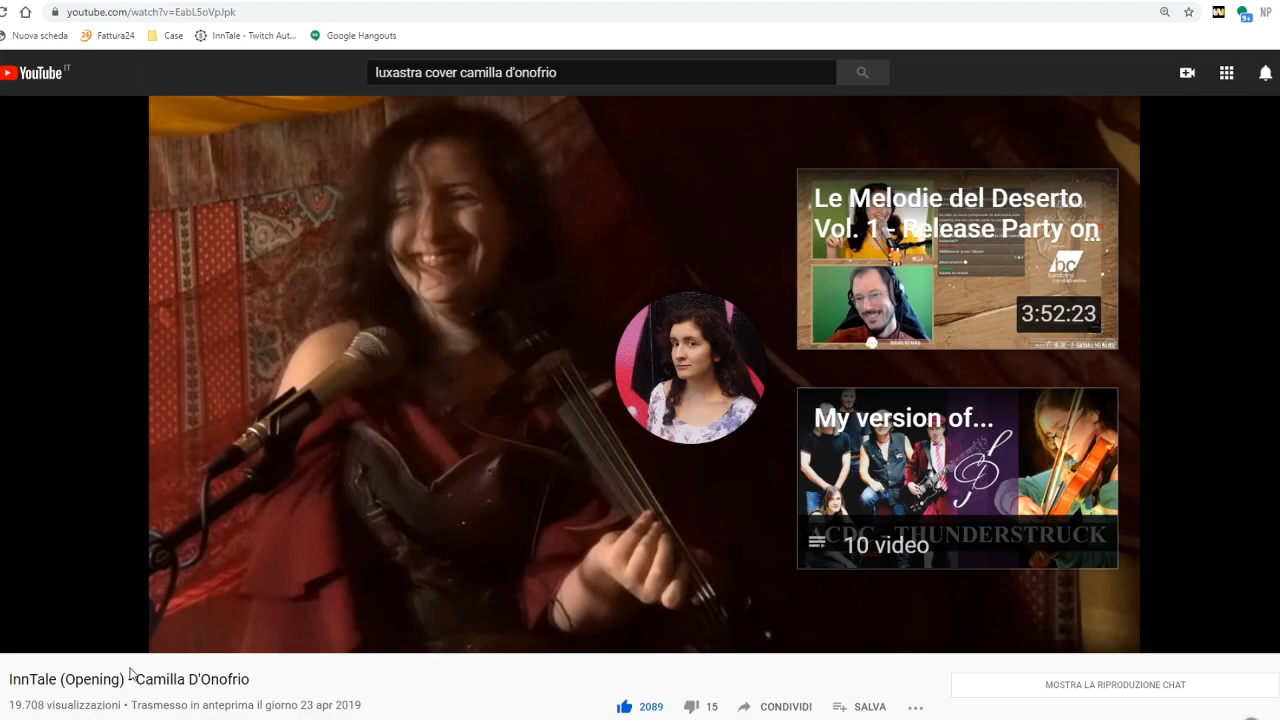 youtube.com/watch?v=EabL5oVpJpk
9+
NP
Nuova scheda
Fattura24
Case
InnTale - Twitch Aut...
Google Hangouts
YouTube IT
luxastra cover camilla d'onofrio
Le Melodie del Deserto
Vol. 1 - Release Party on
bc
3:52:23
My version of...
ACDC - THUNDERSTRUCK
10 video
InnTale (Opening) - Camilla D'Onofrio
MOSTRA LA RIPRODUZIONE CHAT
19.708 visualizzazioni • Trasmesso in anteprima il giorno 23 apr 2019
2089
15
CONDIVIDI
SALVA